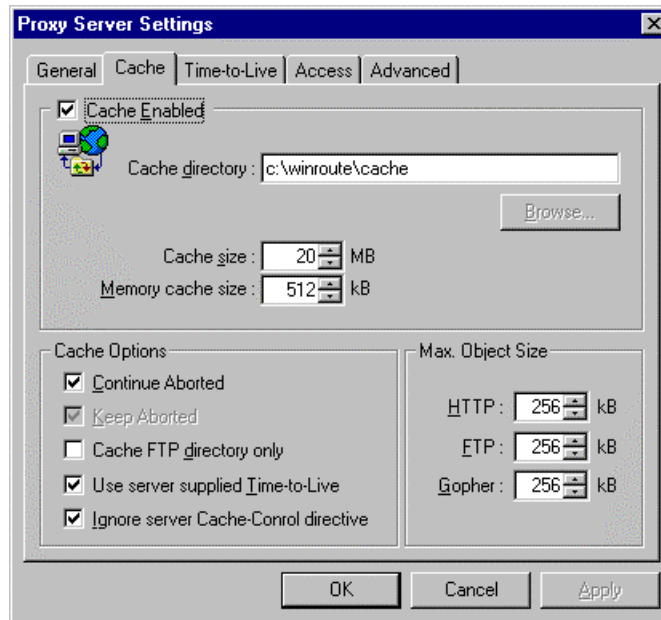 Proxy Server Settings
General Cache Time-to-Live Access Advanced
Cache Enabled
Cache directory : c:\winroute\cache
Browse...
Cache size : 20 MB
Memory cache size : 512 kB
Cache Options
Continue Aborted
Keep Aborted
Cache FTP directory only
Use server supplied Time-to-Live
Ignore server Cache-Conrol directive
Max. Object Size
HTTP : 256 kB
FTP : 256 kB
Gopher : 256 kB
OK Cancel Apply